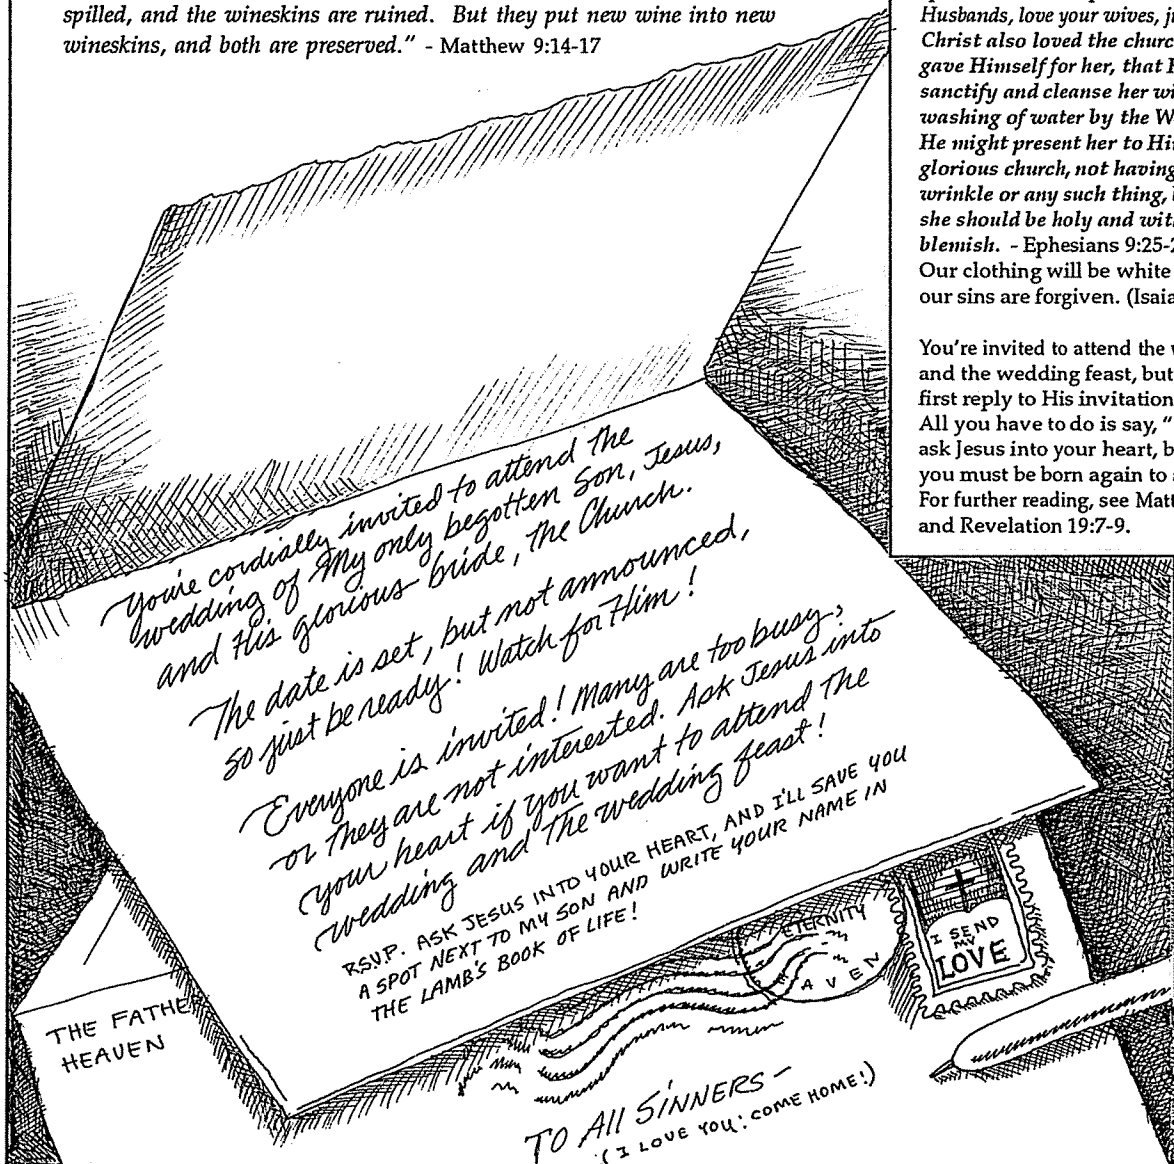 spilled, and the wineskins are ruined. But they put new wine into new
wineskins, and both are preserved." - Matthew 9:14-17
Husbands, love your wives,
Christ also loved the
gave Himself for her, that
sanctify and cleanse her
washing of water by the
He might present her to
glorious church, not having
wrinkle or any such thing,
she should be holy and
blemish. - Ephesians
Our clothing will be white
our sins are forgiven.
You're invited to attend the
and the wedding feast, but
first reply to His invitation
All you have to do is say, "
ask Jesus into your heart,
you must be born again to
For further reading, see
and Revelation 19:7-9.
You're cordially invited to attend the
wedding of My only begotten Son, Jesus,
and His glorious bride, the Church.
The date is set, but not announced,
so just be ready! Watch for Him!
Everyone is invited! Many are too busy,
or they are not interested. Ask Jesus into
your heart if you want to attend the
wedding and the wedding feast!
RSVP. ASK JESUS INTO YOUR HEART, AND I'LL SAVE YOU
A SPOT NEXT TO MY SON AND WRITE YOUR NAME IN
THE LAMB'S BOOK OF LIFE!
ETERNITY
EAVEN
I SEND
MY
LOVE
THE FATHE
HEAVEN
TO All SINNERS -
(I LOVE YOU! COME HOME!)